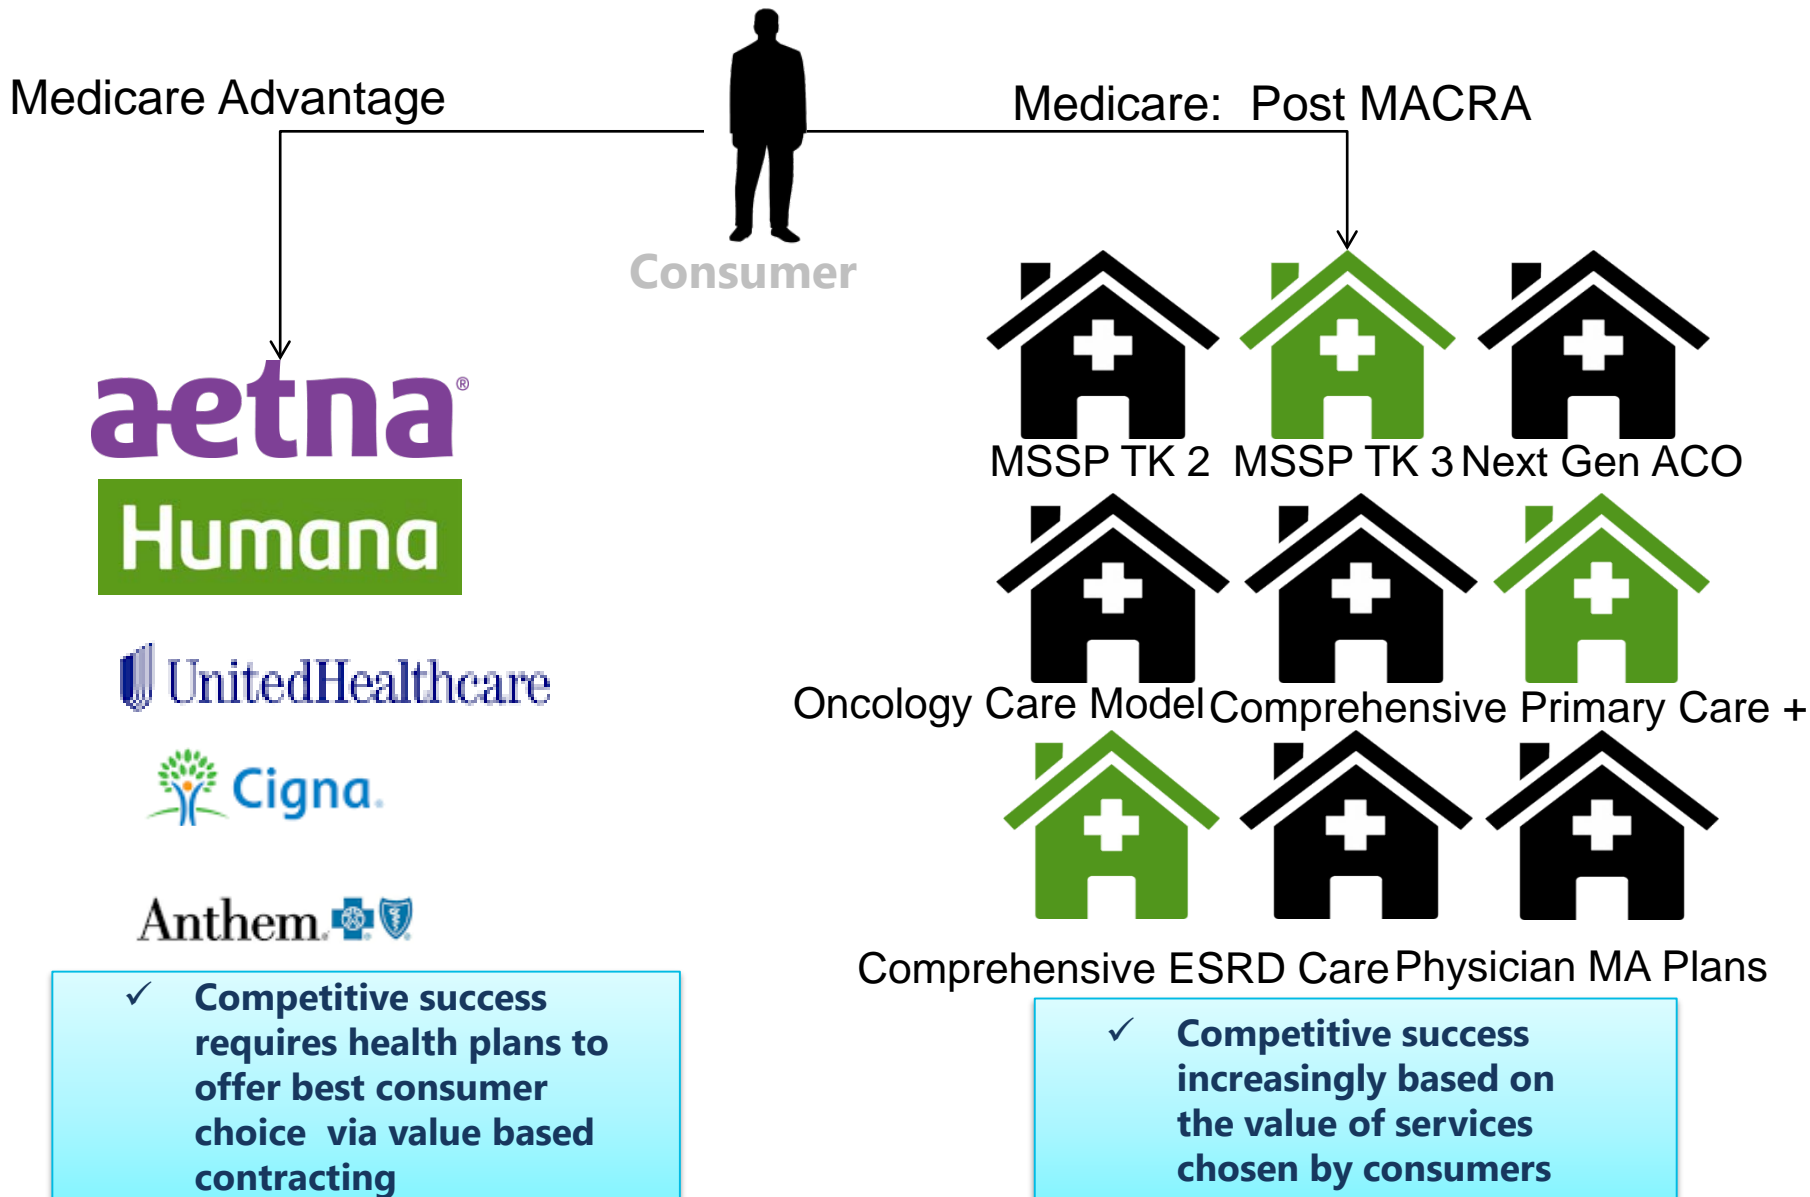 Medicare Advantage
Medicare: Post MACRA
Consumer
aetna®
Humana
UnitedHealthcare
Cigna.
Anthem.
✓ Competitive success
requires health plans to
offer best consumer
choice via value based
contracting
MSSP TK 2 MSSP TK 3 Next Gen ACO
Oncology Care Model Comprehensive Primary Care +
Comprehensive ESRD Care Physician MA Plans
✓ Competitive success
increasingly based on
the value of services
chosen by consumers